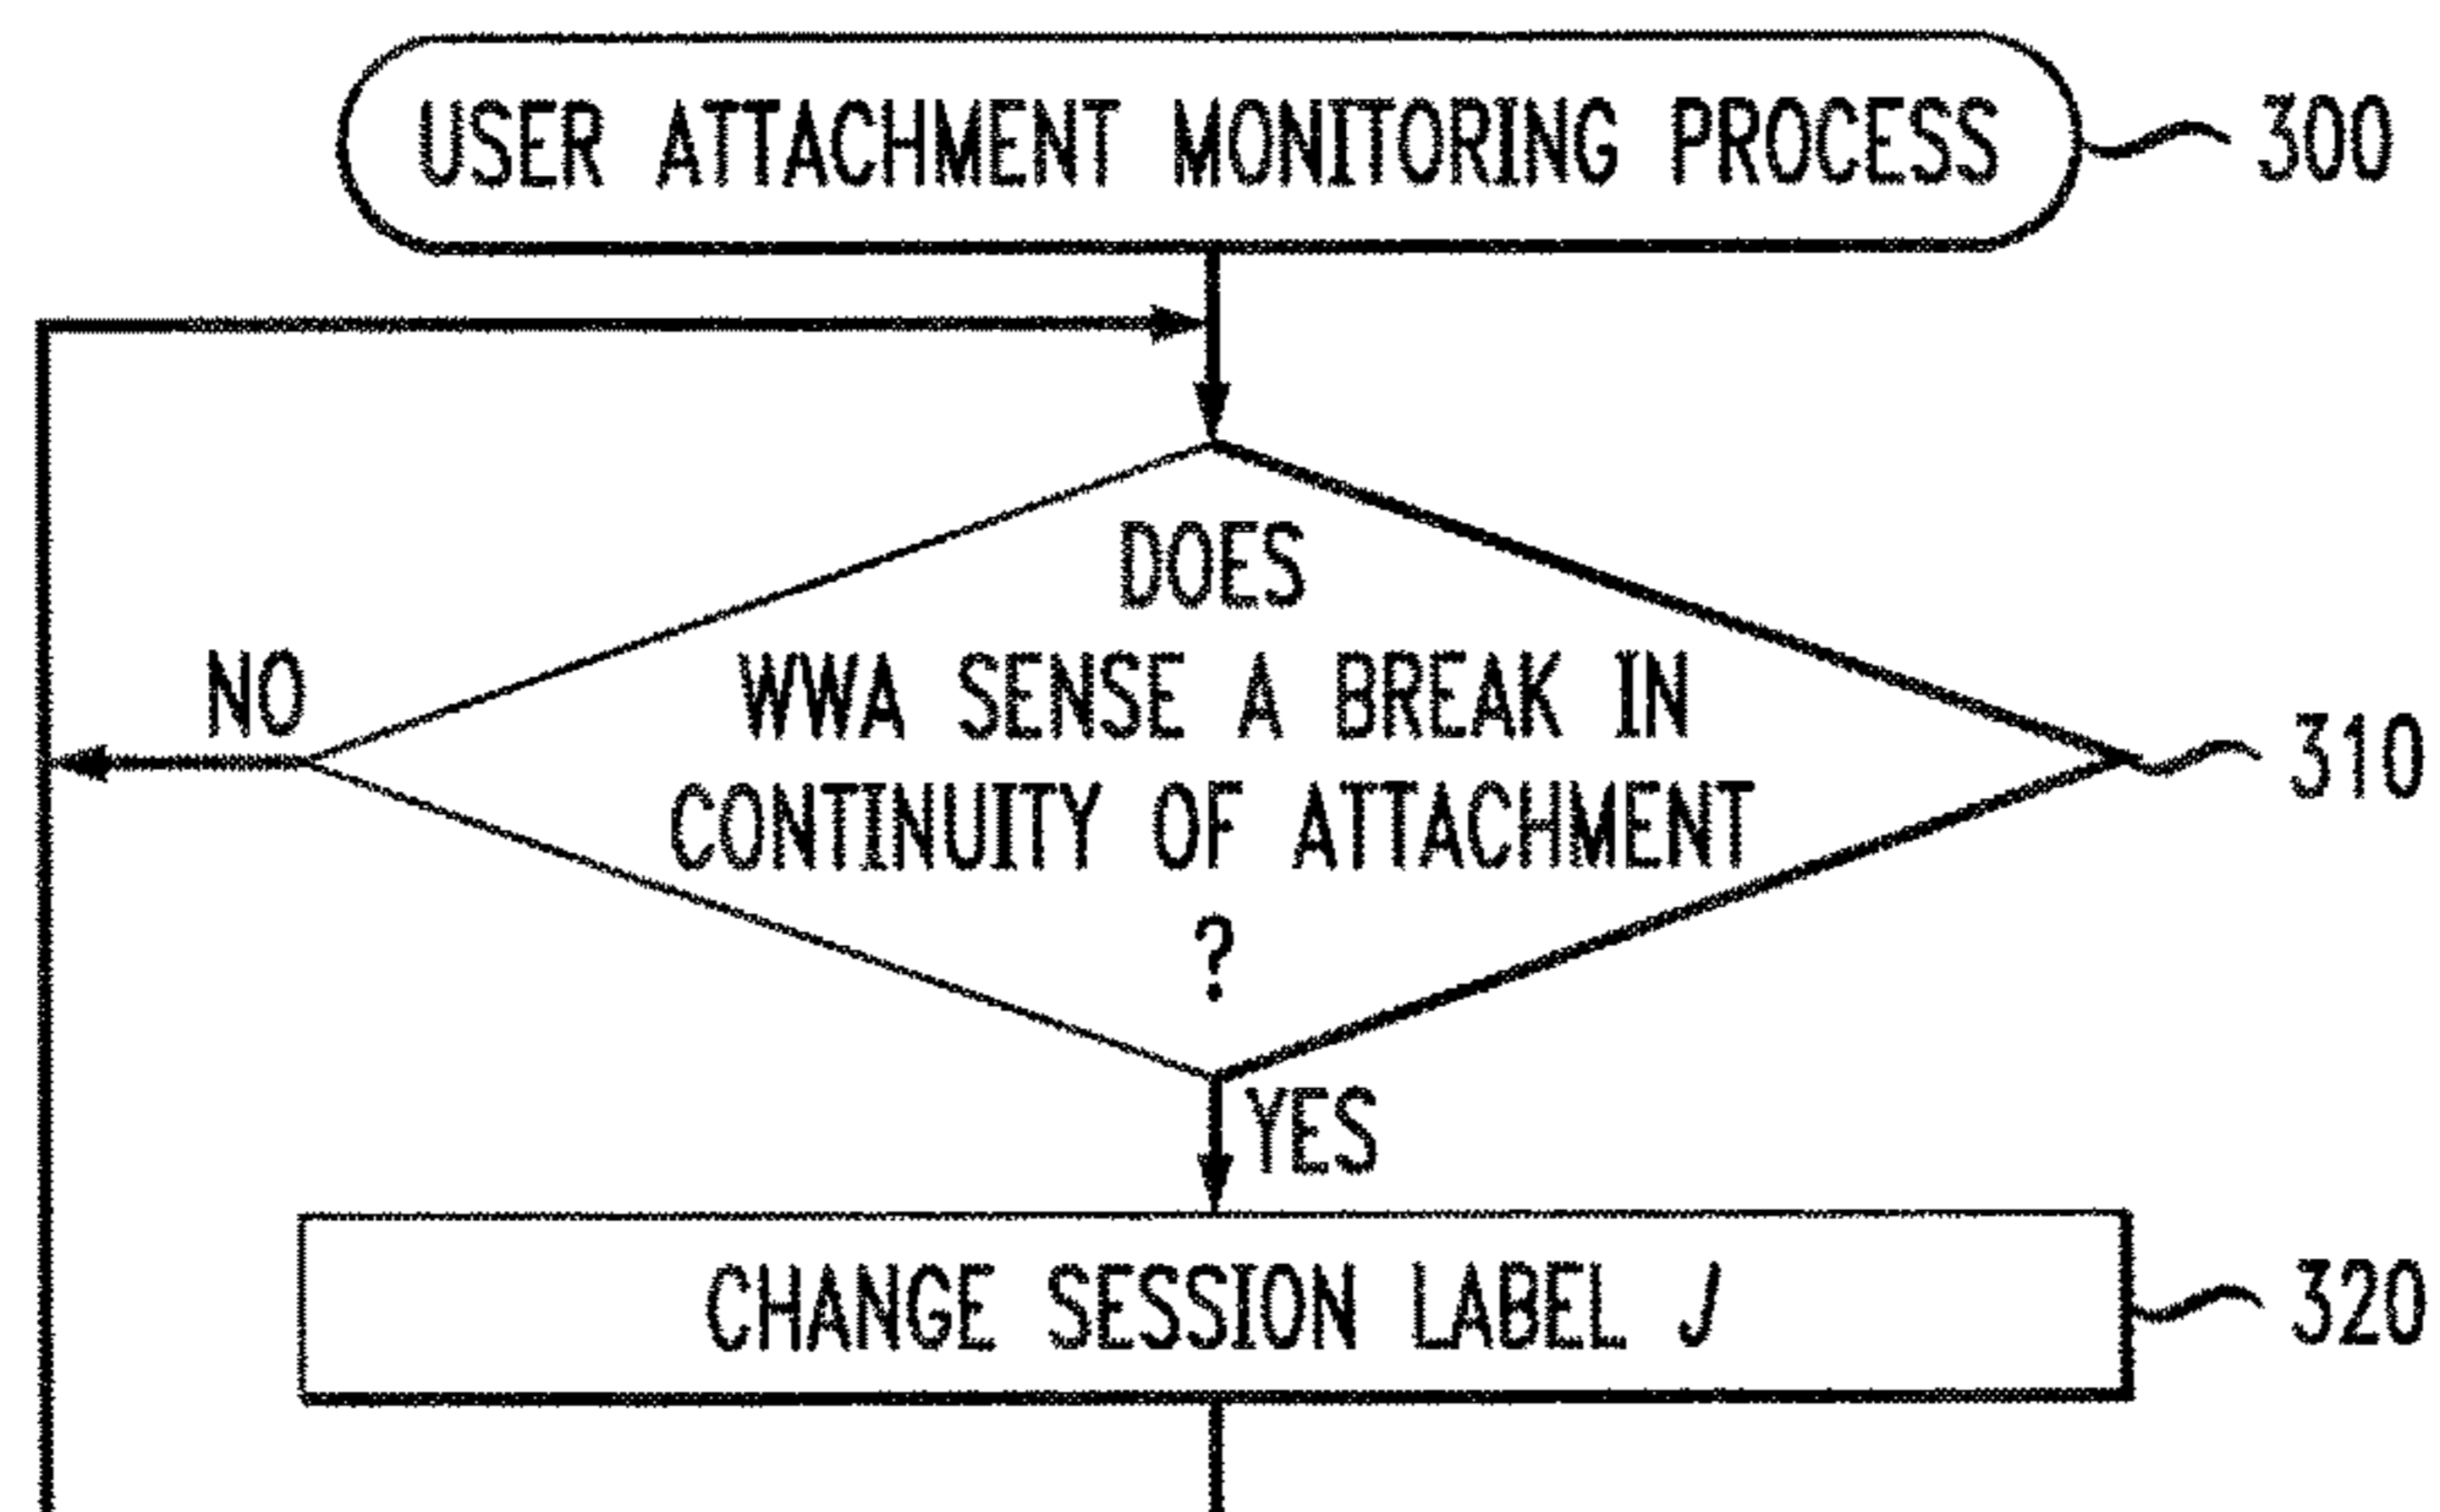 USER ATTACHMENT MONITORING PROCESS 300
DOES
NO
WWA SENSE A BREAK IN
310
CONTINUITY OF ATTACHMENT
?
YES
CHANGE SESSION LABEL J 320